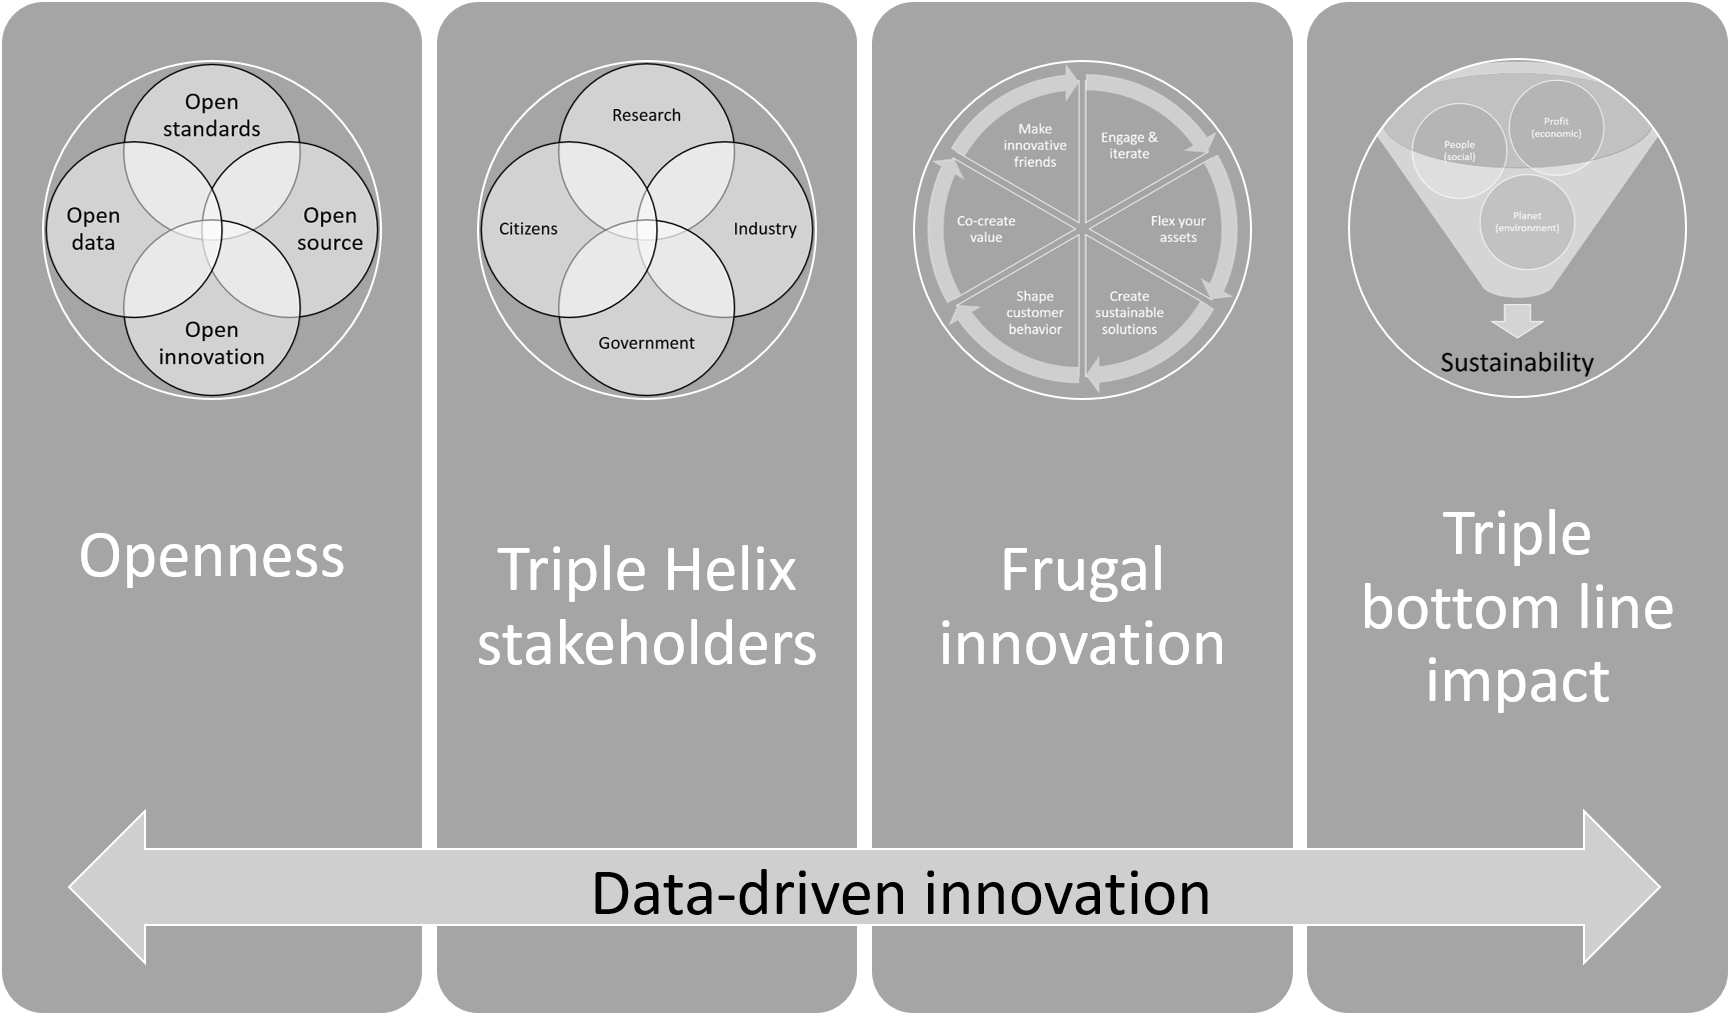 Open
standards
Open
data
Open
source
Open
innovation
Openness
Research
Citizens
Industry
Government
Triple Helix
stakeholders
Make
innovative
friends
Engage &
iterate
Co-create
value
Flex your
assets
Shape
customer
behavior
Create
sustainable
solutions
Frugal
innovation
Profit
(economic)
People
(social)
Planet
(environment)
Sustainability
Triple
bottom line
impact
Data-driven innovation